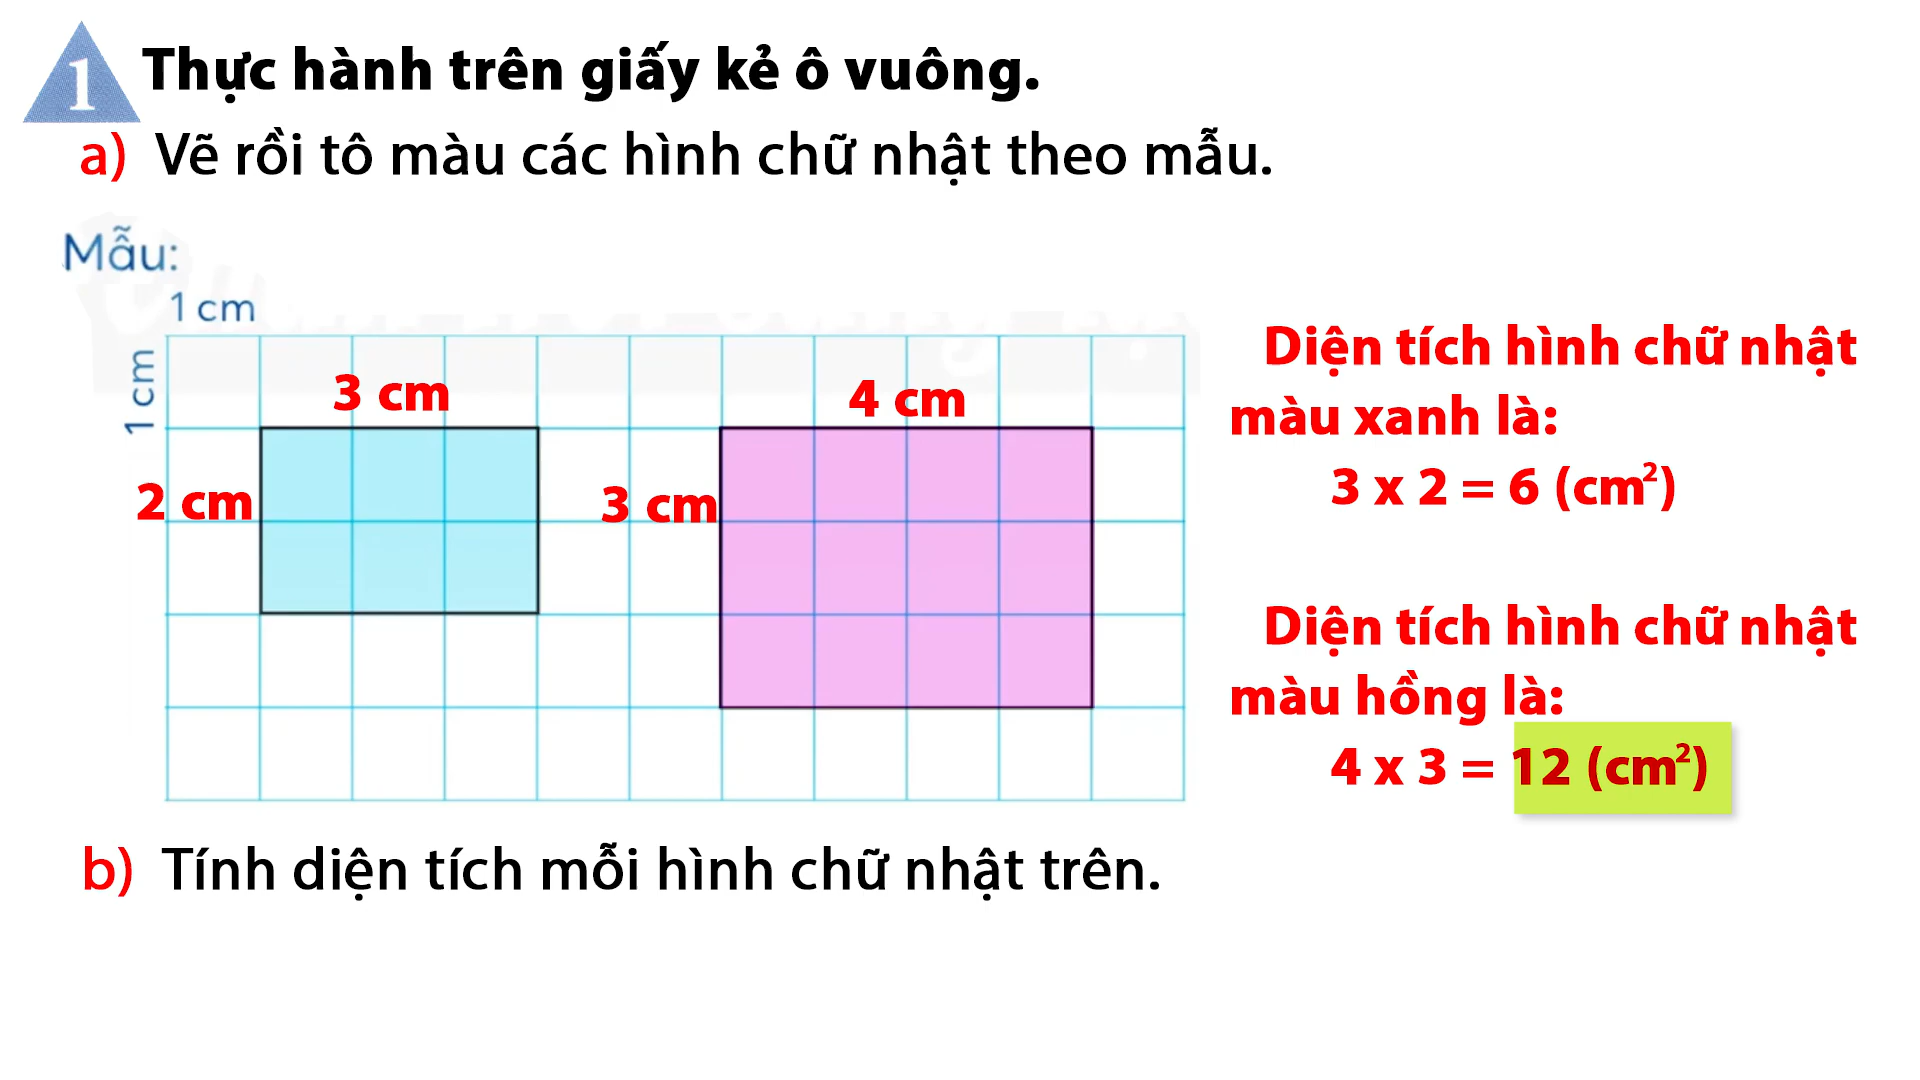 1 Thực hành trên giấy kẻ ô vuông.
a) Vẽ rồi tô màu các hình chữ nhật theo mẫu.
Mẫu:
1 cm
1 cm
3 cm
4 cm
2 cm
3 cm
Diện tích hình chữ nhật
màu xanh là:
3 x 2 = 6 (cm²)
Diện tích hình chữ nhật
màu hồng là:
4 x 3 = 12 (cm²)
b) Tính diện tích mỗi hình chữ nhật trên.